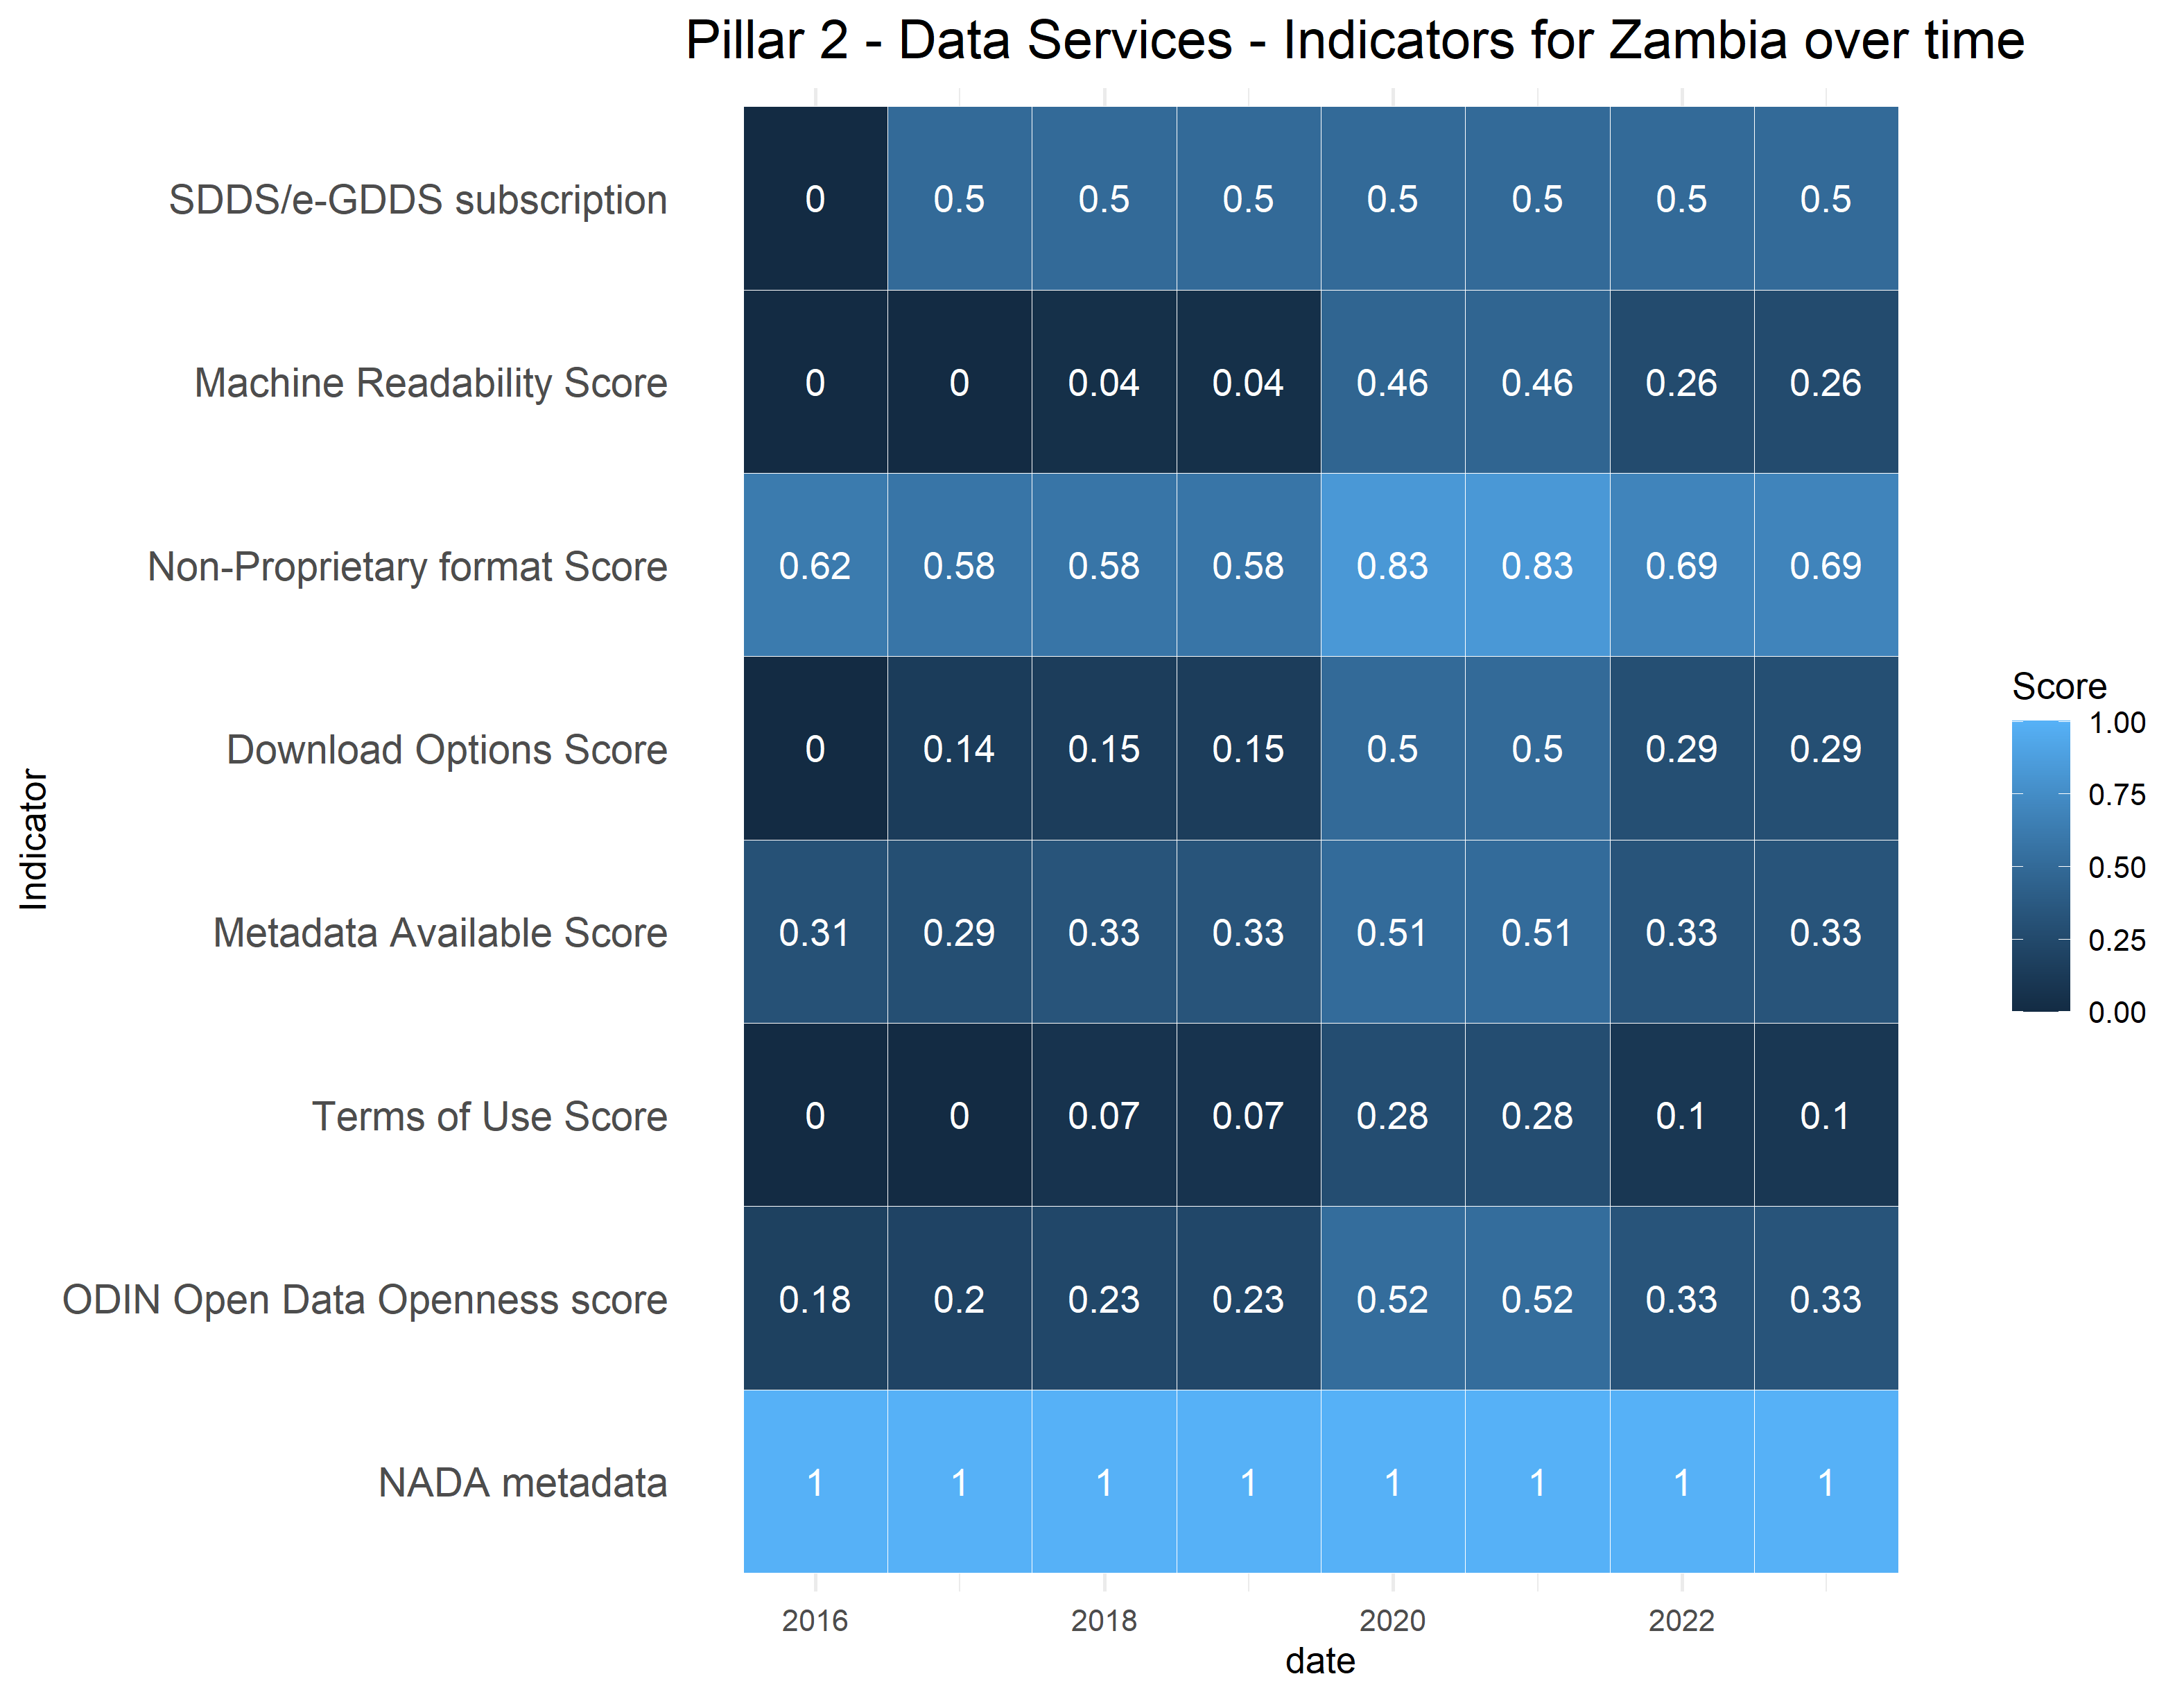 Pillar 2 - Data Services - Indicators for Zambia over time
SDDS/e-GDDS subscription 0 0.5 0.5 0.5 0.5 0.5 0.5 0.5
Machine Readability Score 0 0 0.04 0.04 0.46 0.46 0.26 0.26
Non-Proprietary format Score 0.62 0.58 0.58 0.58 0.83 0.83 0.69 0.69
Download Options Score 0 0.14 0.15 0.15 0.5 0.5 0.29 0.29
Metadata Available Score 0.31 0.29 0.33 0.33 0.51 0.51 0.33 0.33
Terms of Use Score 0 0 0.07 0.07 0.28 0.28 0.1 0.1
ODIN Open Data Openness score 0.18 0.2 0.23 0.23 0.52 0.52 0.33 0.33
NADA metadata 1 1 1 1 1 1 1 1
2016 2018 2020 2022
date
Indicator
Score
1.00
0.75
0.50
0.25
0.00